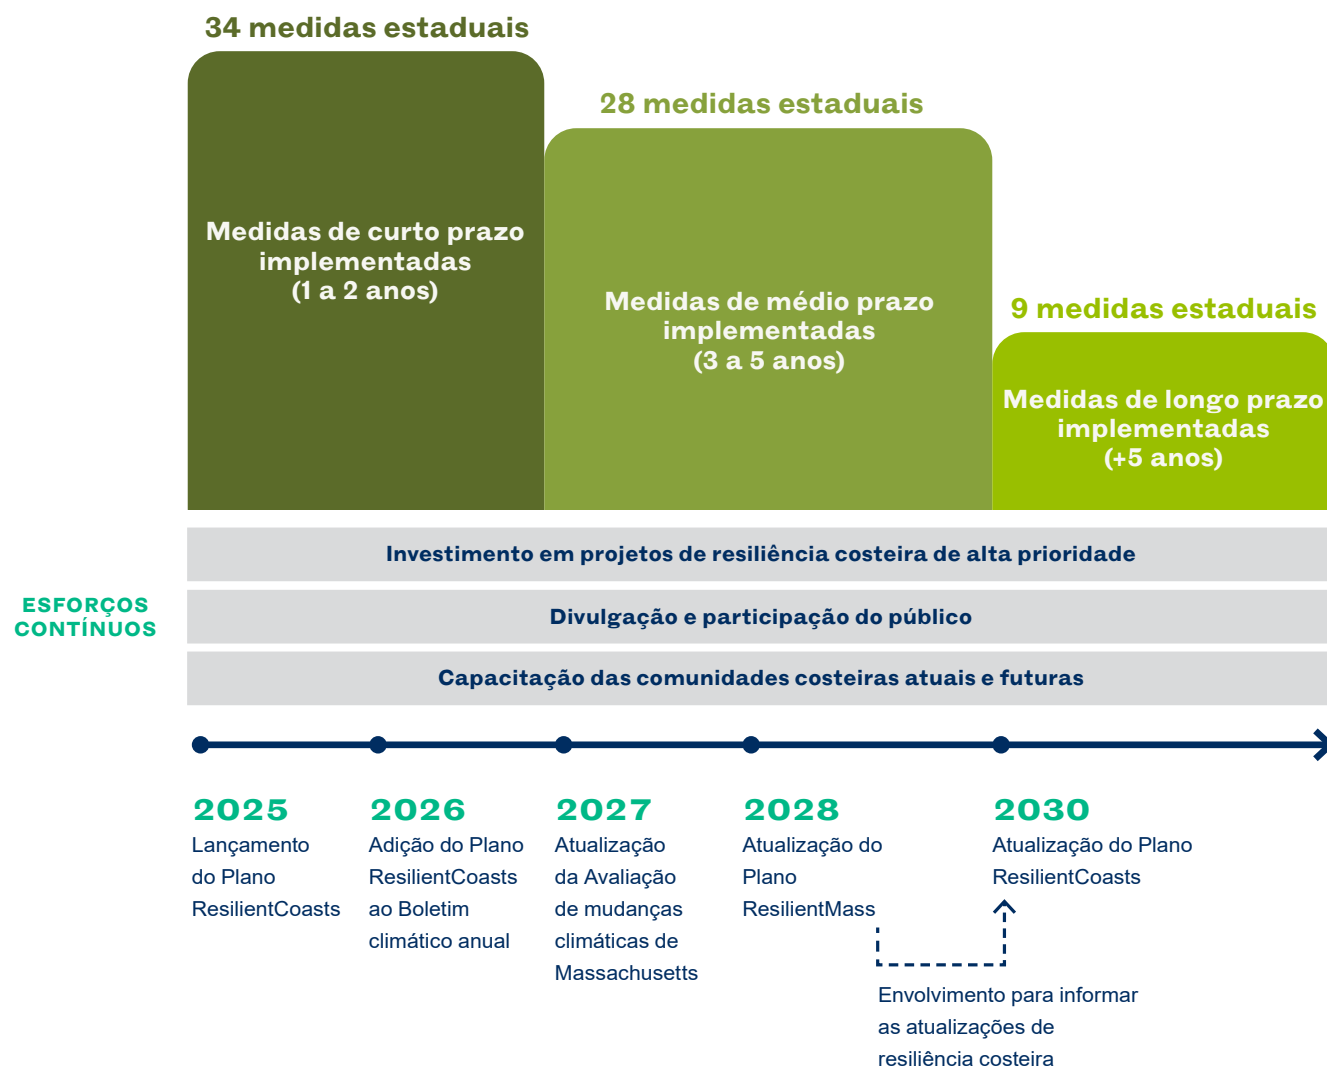 34 medidas estaduais
Medidas de curto prazo
implementadas
(1 a 2 anos)
28 medidas estaduais
Medidas de médio prazo
implementadas
(3 a 5 anos)
9 medidas estaduais
Medidas de longo prazo
implementadas
(+5 anos)
ESFORÇOS
CONTÍNUOS
Investimento em projetos de resiliência costeira de alta prioridade
Divulgação e participação do público
Capacitação das comunidades costeiras atuais e futuras
2025
Lançamento
do Plano
ResilientCoasts
2026
Adição do Plano
ResilientCoasts
ao Boletim
climático anual
2027
Atualização
da Avaliação
de mudanças
climáticas de
Massachusetts
2028
Atualização do
Plano
ResilientMass
2030
Atualização do Plano
ResilientCoasts
Envolvimento para informar
as atualizações de
resiliência costeira